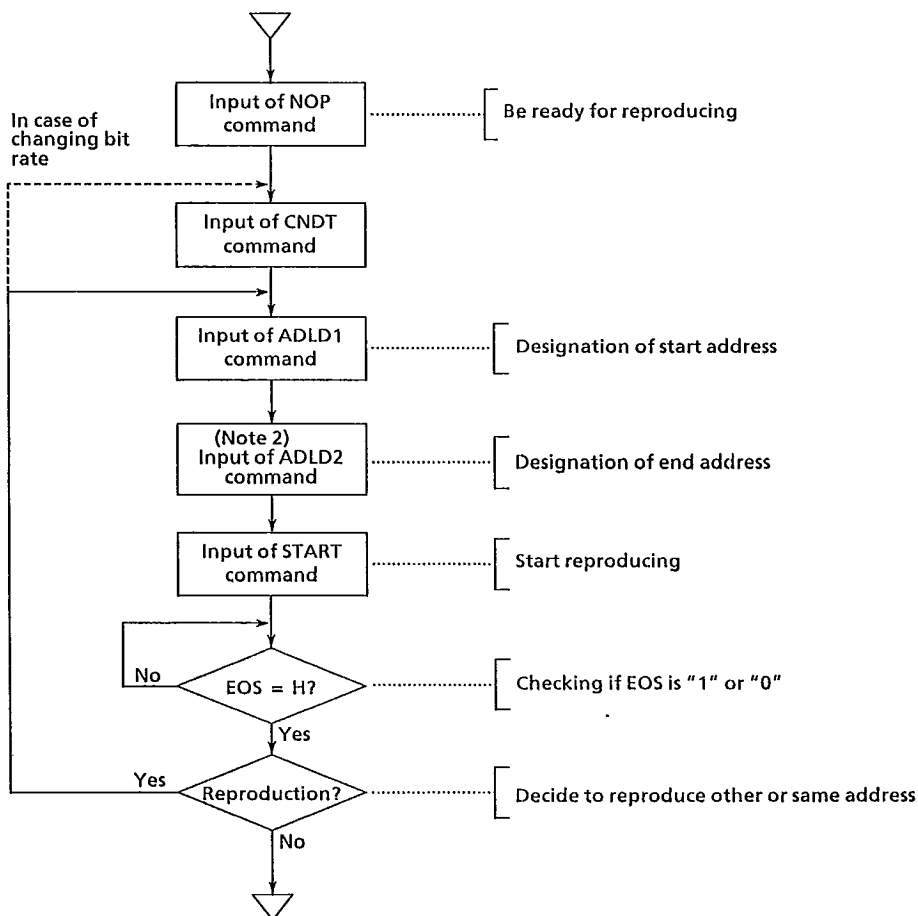 Input of NOP
command
Be ready for reproducing
In case of
changing bit
rate
Input of CNDT
command
Input of ADLD1
command
Designation of start address
(Note 2)
Input of ADLD2
command
Designation of end address
Input of START
command
Start reproducing
No
EOS = H?
Checking if EOS is "1" or "0"
Yes
Yes
Reproduction?
Decide to reproduce other or same address
No